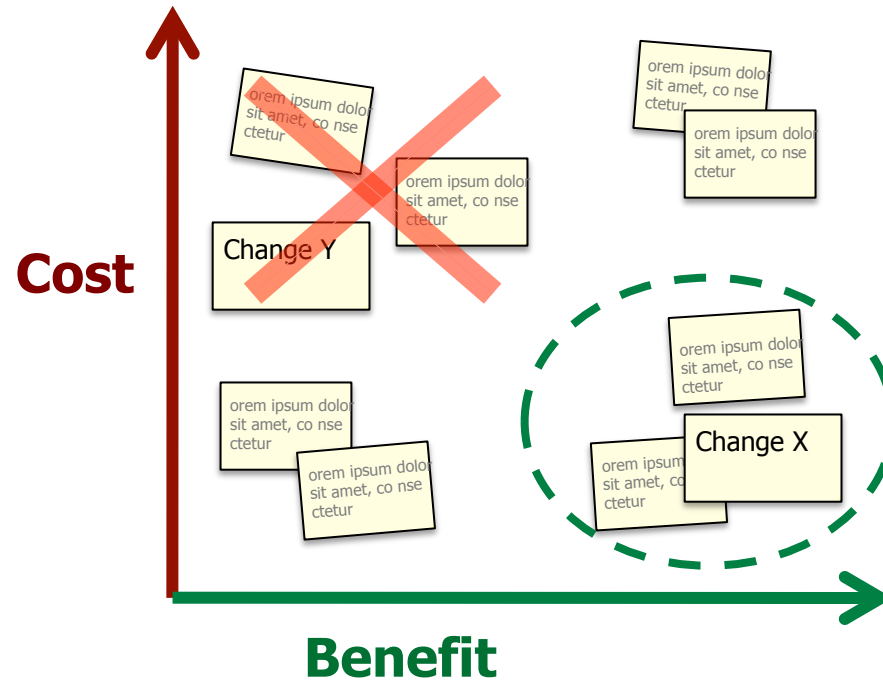 orem ipsum dolor
sit amet, co nse
ctetur
orem ipsum dolor
sit amet, co nse
ctetur
orem ipsum dolor
sit amet, co nse
ctetur
orem ipsum dolor
sit amet, co nse
ctetur
Change Y
Cost
orem ipsum dolor
sit amet, co nse
ctetur
orem ipsum dolor
sit amet, co nse
ctetur
orem ipsum dolor
sit amet, co nse
ctetur
Change X
orem ipsum
sit amet, co
ctetur
Benefit